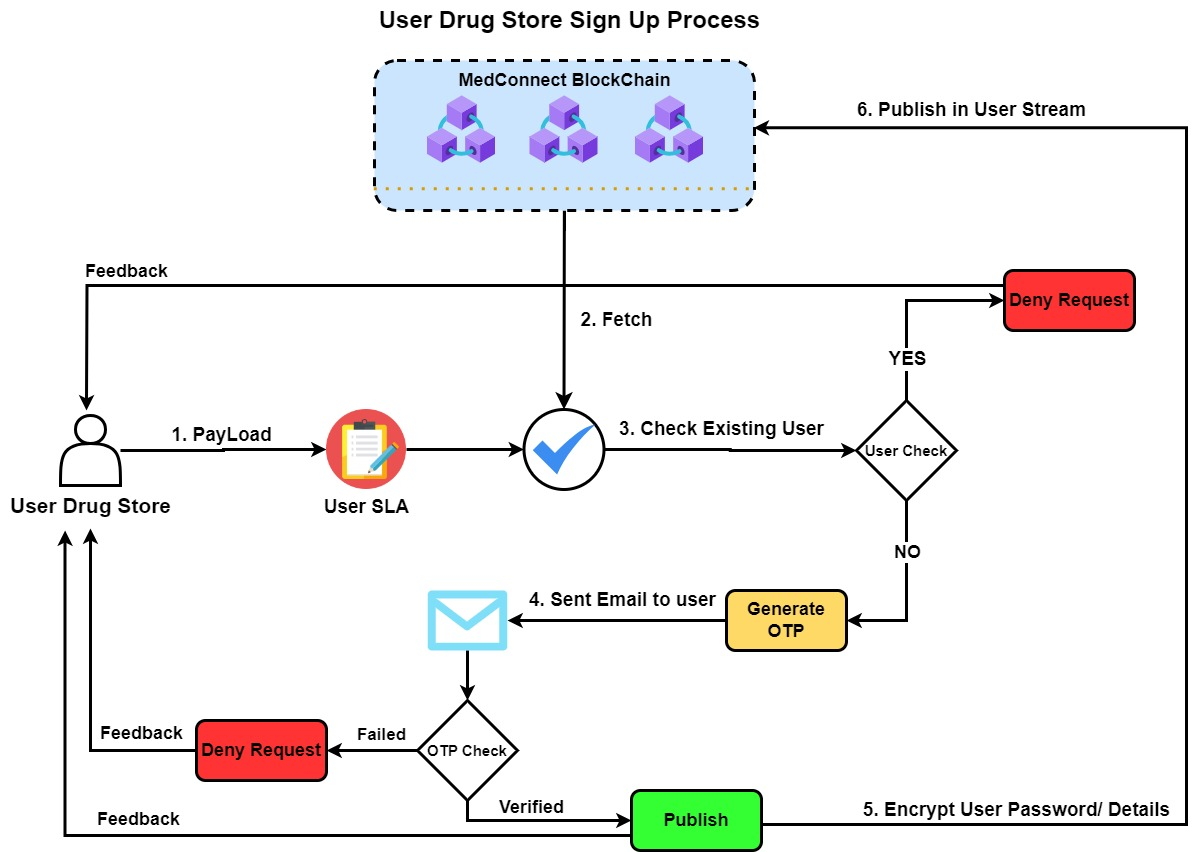 User Drug Store Sign Up Process
MedConnect BlockChain
6. Publish in User Stream
Feedback
Deny Request
2. Fetch
YES
1. PayLoad
3. Check Existing User
User Check
User Drug Store
User SLA
NO
4. Sent Email to user
Generate
OTP
Feedback
Deny Request
Failed
OTP Check
Verified
Feedback
Publish
5. Encrypt User Password/ Details